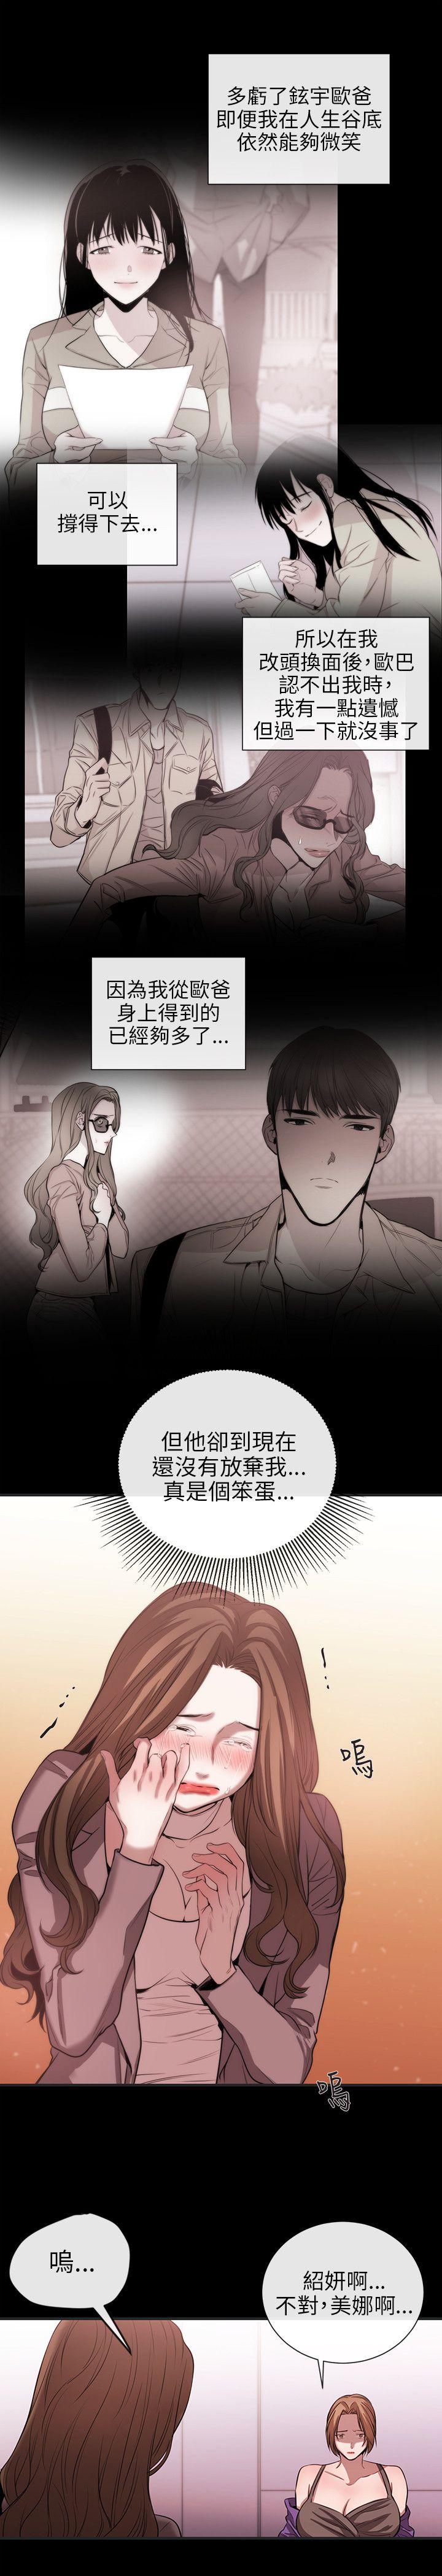 多虧了鉉宇歐爸
即便我在人生谷底
依然能夠微笑
可以
撐得下去…
所以在我
改頭換面後，歐巴
認不出我時，
我有一點遺憾
但過一下就沒事了
因為我從歐爸
身上得到的
已經夠多了…
但他卻到現在
還沒有放棄我…
真是個笨蛋…
嗚
嗚
嗚…
紹妍啊…
不對，美娜啊…